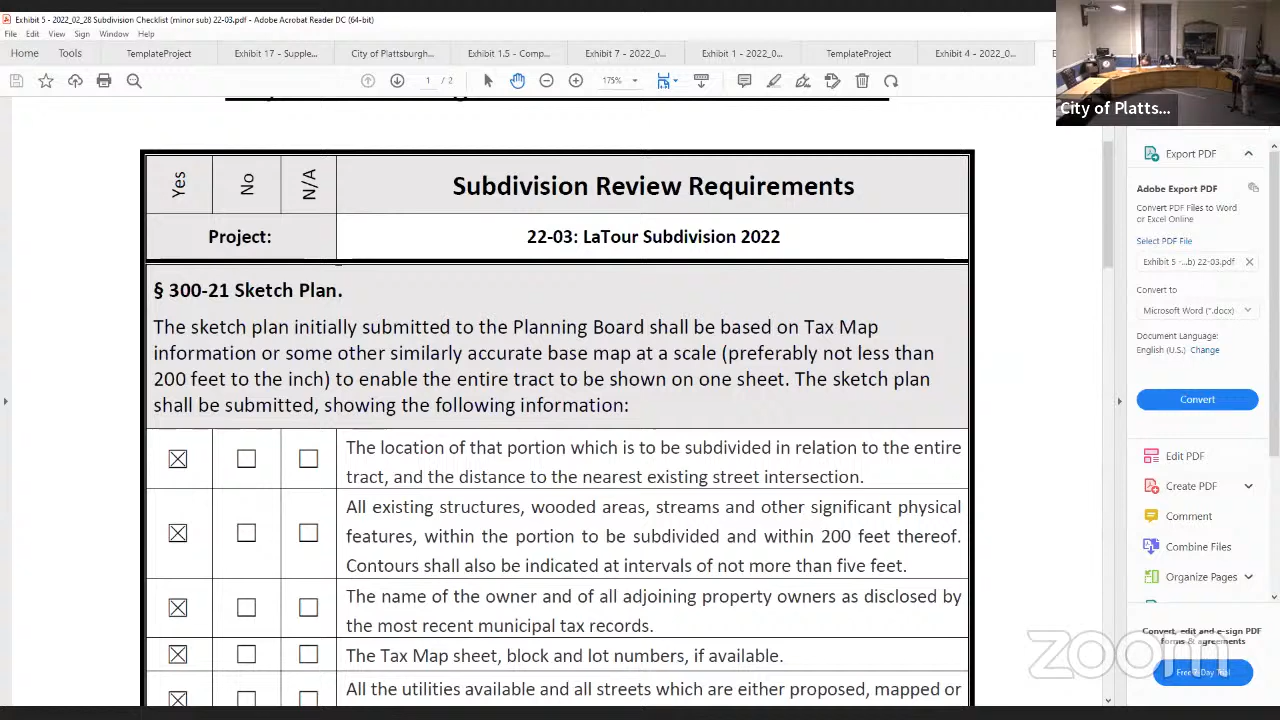 Exhibit 5 - 2022_02_28 Subdivision Checklist (minor sub) 22-03.pdf - Adobe Acrobat Reader DC (64-bit)
File Edit View Sign Window Help
Home Tools TemplateProject Exhibit 17 - Supple... City of Plattsburgh... Exhibit 1.5 - Comp... Exhibit 7 - 2022_0... Exhibit 1 - 2022_0... TemplateProject Exhibit 4 - 2022_0...
1 / 2 175%
City of Platts...
Yes No N/A Subdivision Review Requirements
Project: 22-03: LaTour Subdivision 2022
§ 300-21 Sketch Plan.
The sketch plan initially submitted to the Planning Board shall be based on Tax Map
information or some other similarly accurate base map at a scale (preferably not less than
200 feet to the inch) to enable the entire tract to be shown on one sheet. The sketch plan
shall be submitted, showing the following information:
The location of that portion which is to be subdivided in relation to the entire
tract, and the distance to the nearest existing street intersection.
All existing structures, wooded areas, streams and other significant physical
features, within the portion to be subdivided and within 200 feet thereof.
Contours shall also be indicated at intervals of not more than five feet.
The name of the owner and of all adjoining property owners as disclosed by
the most recent municipal tax records.
The Tax Map sheet, block and lot numbers, if available.
All the utilities available and all streets which are either proposed, mapped or
Export PDF
Adobe Export PDF
Convert PDF Files to Word
or Excel Online
Select PDF File
Exhibit 5 -...b) 22-03.pdf
Convert to
Microsoft Word (*.docx)
Document Language:
English (U.S.) Change
Convert
Edit PDF
Create PDF
Comment
Combine Files
Organize Pages
Convert, edit and e-sign PDF
forms & agreements
Free 7-Day Trial
zoom